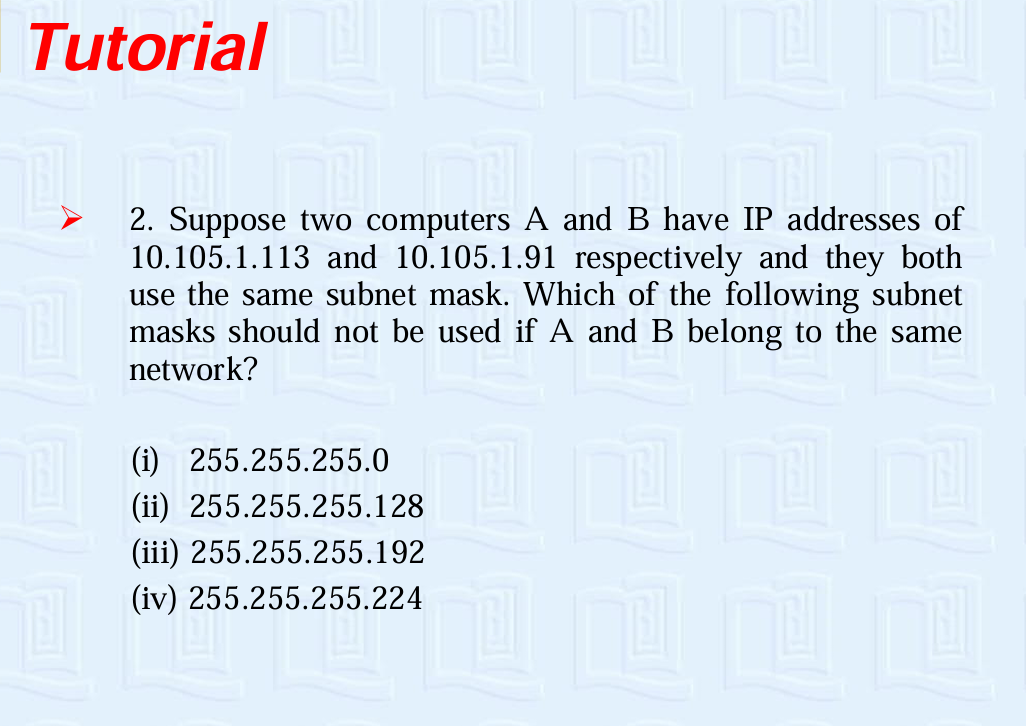 Tutorial
2. Suppose two computers A and B have IP addresses of
10.105.1.113 and 10.105.1.91 respectively and they both
use the same subnet mask. Which of the following subnet
masks should not be used if A and B belong to the same
network?
(i) 255.255.255.0
(ii) 255.255.255.128
(iii) 255.255.255.192
(iv) 255.255.255.224